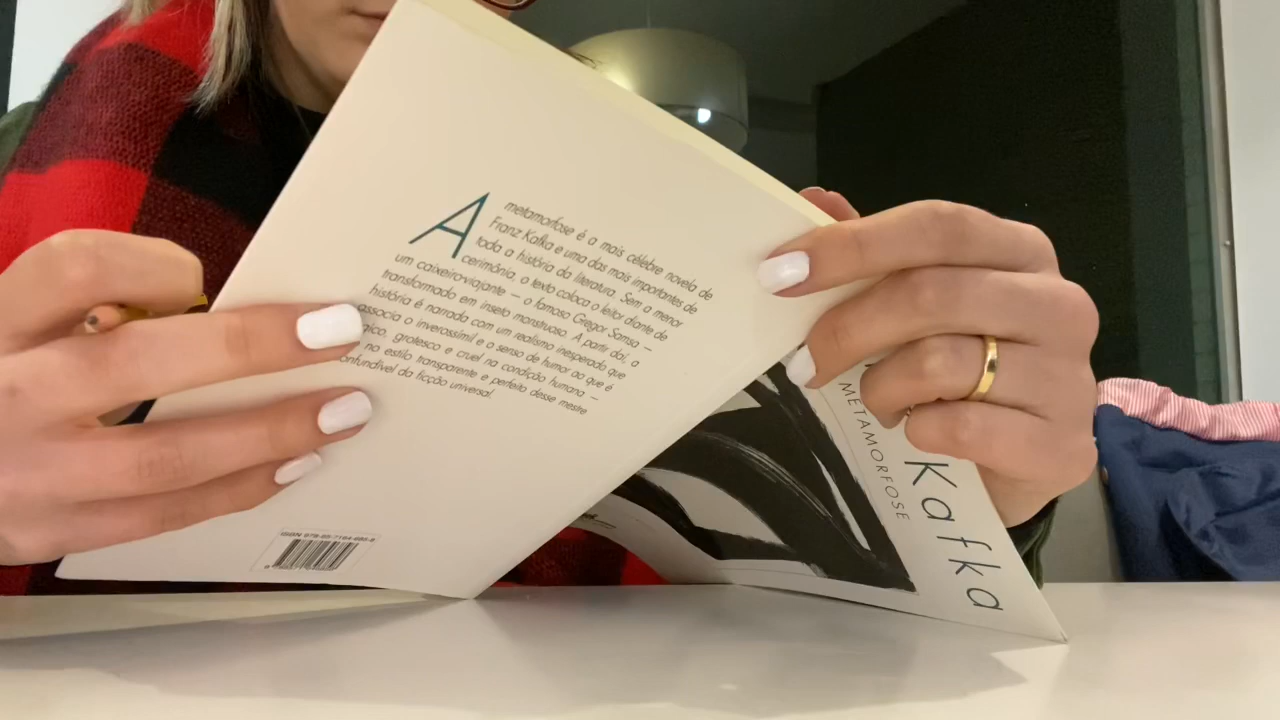 A metamorfose é a mais célebre novela de
Franz Kafka e uma das mais importantes de
toda a história da literatura. Sem a menor
cerimônia, o texto coloca o leitor diante de
um caixeiro-viajante — o famoso Gregor Samsa —
transformado em inseto monstruoso. A partir daí, a
história é narrada com um realismo inesperado que
associa o inverossímil e o senso de humor ao que é
grotesco e cruel na condição humana —
no estilo transparente e perfeito desse mestre
da ficção universal.
ISBN
METAMORFOSE
Kafka